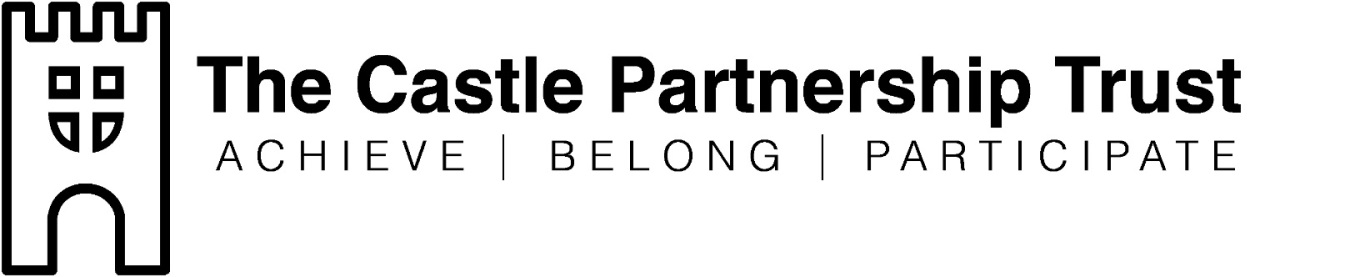 The Castle Partnership Trust
ACHIEVE | BELONG | PARTICIPATE